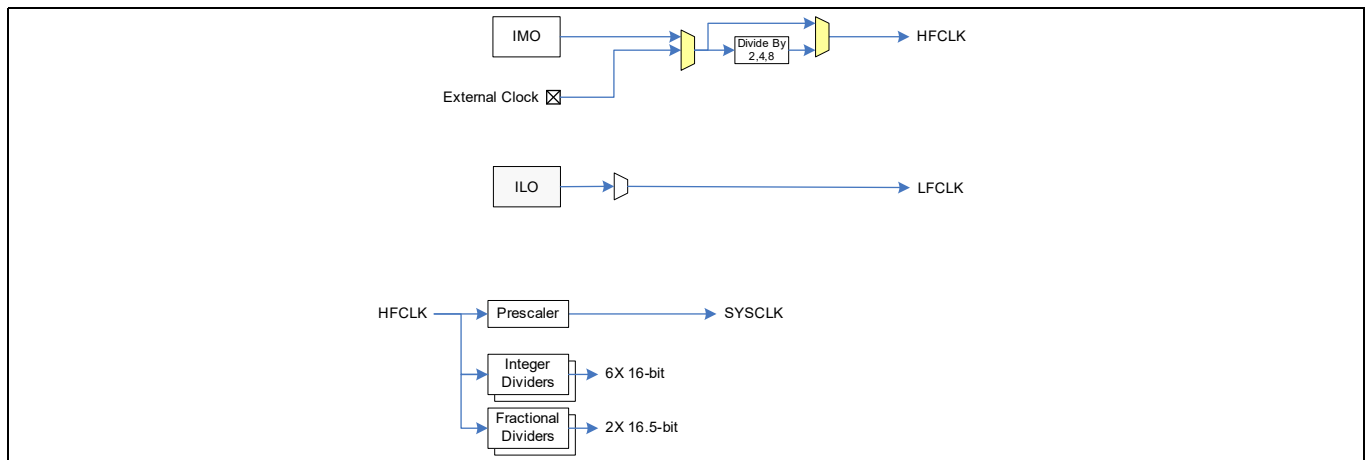 IMO
Divide By
2,4,8
HFCLK
External Clock
ILO
LFCLK
HFCLK
Prescaler
SYSCLK
Integer
Dividers
6X 16-bit
Fractional
Dividers
2X 16.5-bit